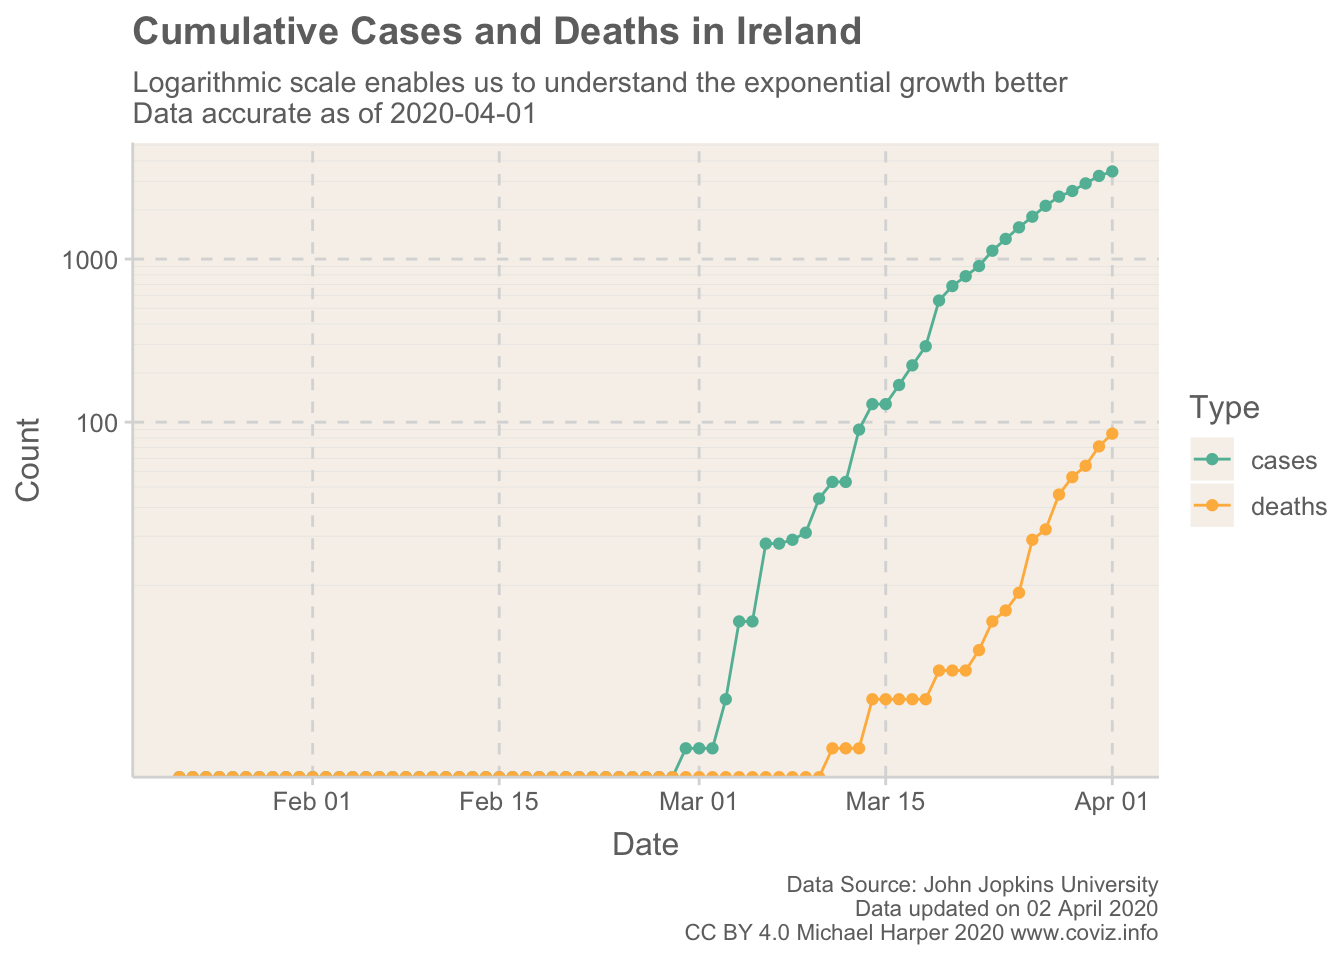 Cumulative Cases and Deaths in Ireland
Logarithmic scale enables us to understand the exponential growth better
Data accurate as of 2020-04-01
1000
100
Count
Feb 01
Feb 15
Mar 01
Mar 15
Apr 01
Date
Type
cases
deaths
Data Source: John Jopkins University
Data updated on 02 April 2020
CC BY 4.0 Michael Harper 2020 www.coviz.info